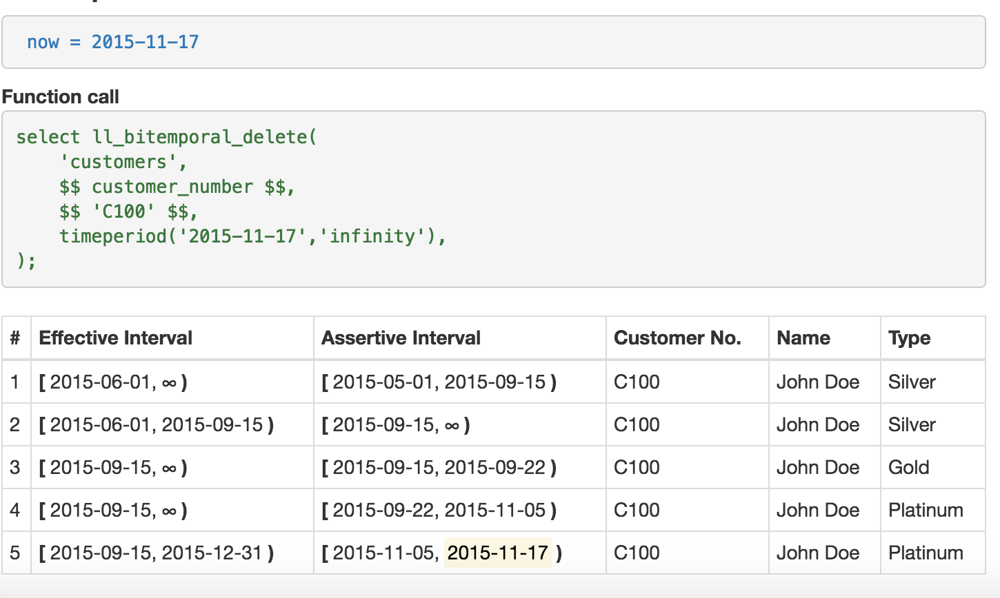 now = 2015-11-17
Function call
select ll_bitemporal_delete(
'customers',
$$ customer_number $$,
$$ 'C100' $$,
timeperiod('2015-11-17','infinity'),
);
# Effective Interval Assertive Interval Customer No. Name Type
1 [ 2015-06-01, ∞ ) [ 2015-05-01, 2015-09-15 ) C100 John Doe Silver
2 [ 2015-06-01, 2015-09-15 ) [ 2015-09-15, ∞ ) C100 John Doe Silver
3 [ 2015-09-15, ∞ ) [ 2015-09-15, 2015-09-22 ) C100 John Doe Gold
4 [ 2015-09-15, ∞ ) [ 2015-09-22, 2015-11-05 ) C100 John Doe Platinum
5 [ 2015-09-15, 2015-12-31 ) [ 2015-11-05, 2015-11-17 ) C100 John Doe Platinum